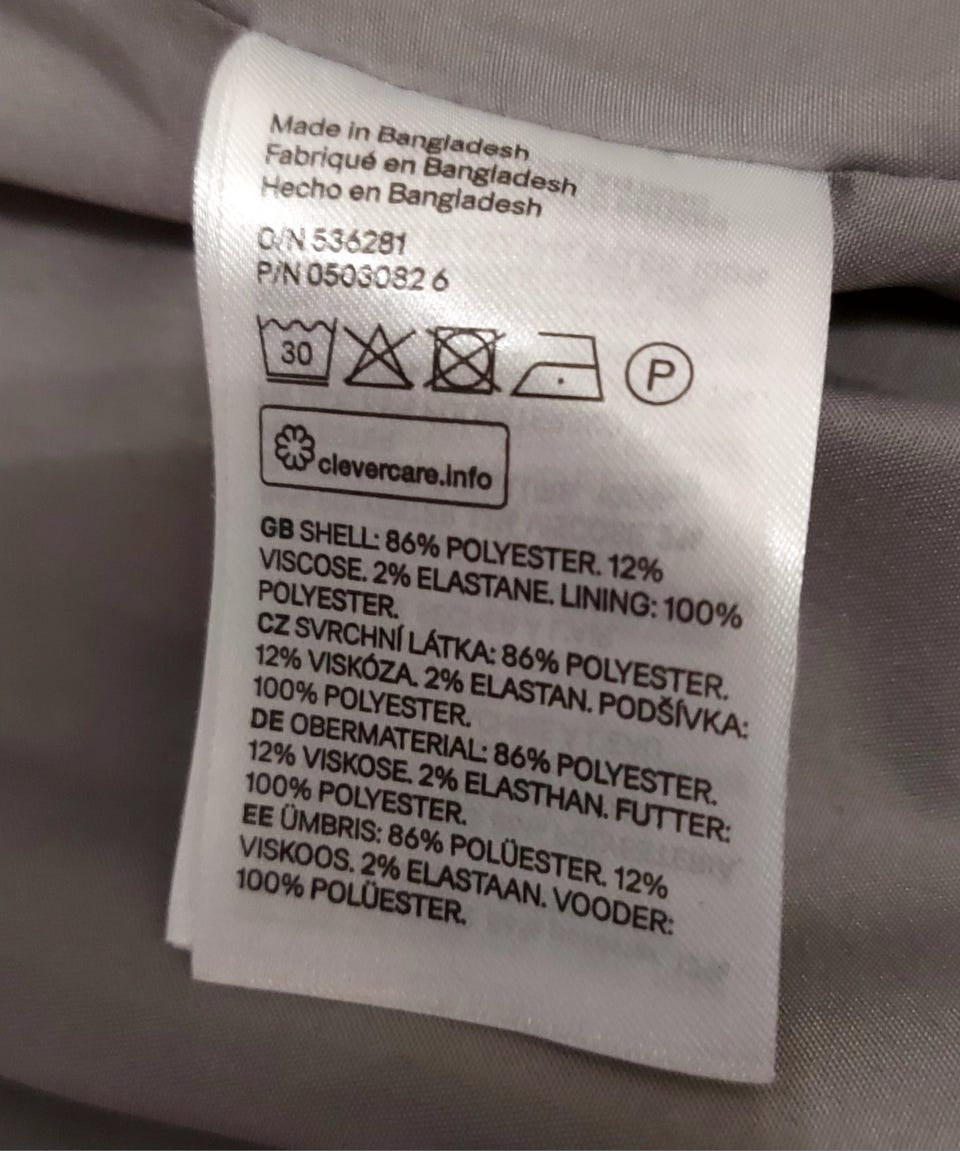 Made in Bangladesh
Fabriqué en Bangladesh
Hecho en Bangladesh
O/N 536281
P/N 0503082 6
30
P
clevercare.info
GB SHELL: 86% POLYESTER. 12%
VISCOSE. 2% ELASTANE. LINING: 100%
POLYESTER.
CZ SVRCHNÍ LÁTKA: 86% POLYESTER.
12% VISKÓZA. 2% ELASTAN. PODŠÍVKA:
100% POLYESTER.
DE OBERMATERIAL: 86% POLYESTER.
12% VISKOSE. 2% ELASTHAN. FUTTER:
100% POLYESTER.
EE ÜMBRIS: 86% POLÜESTER. 12%
VISKOOS. 2% ELASTAAN. VOODER:
100% POLÜESTER.